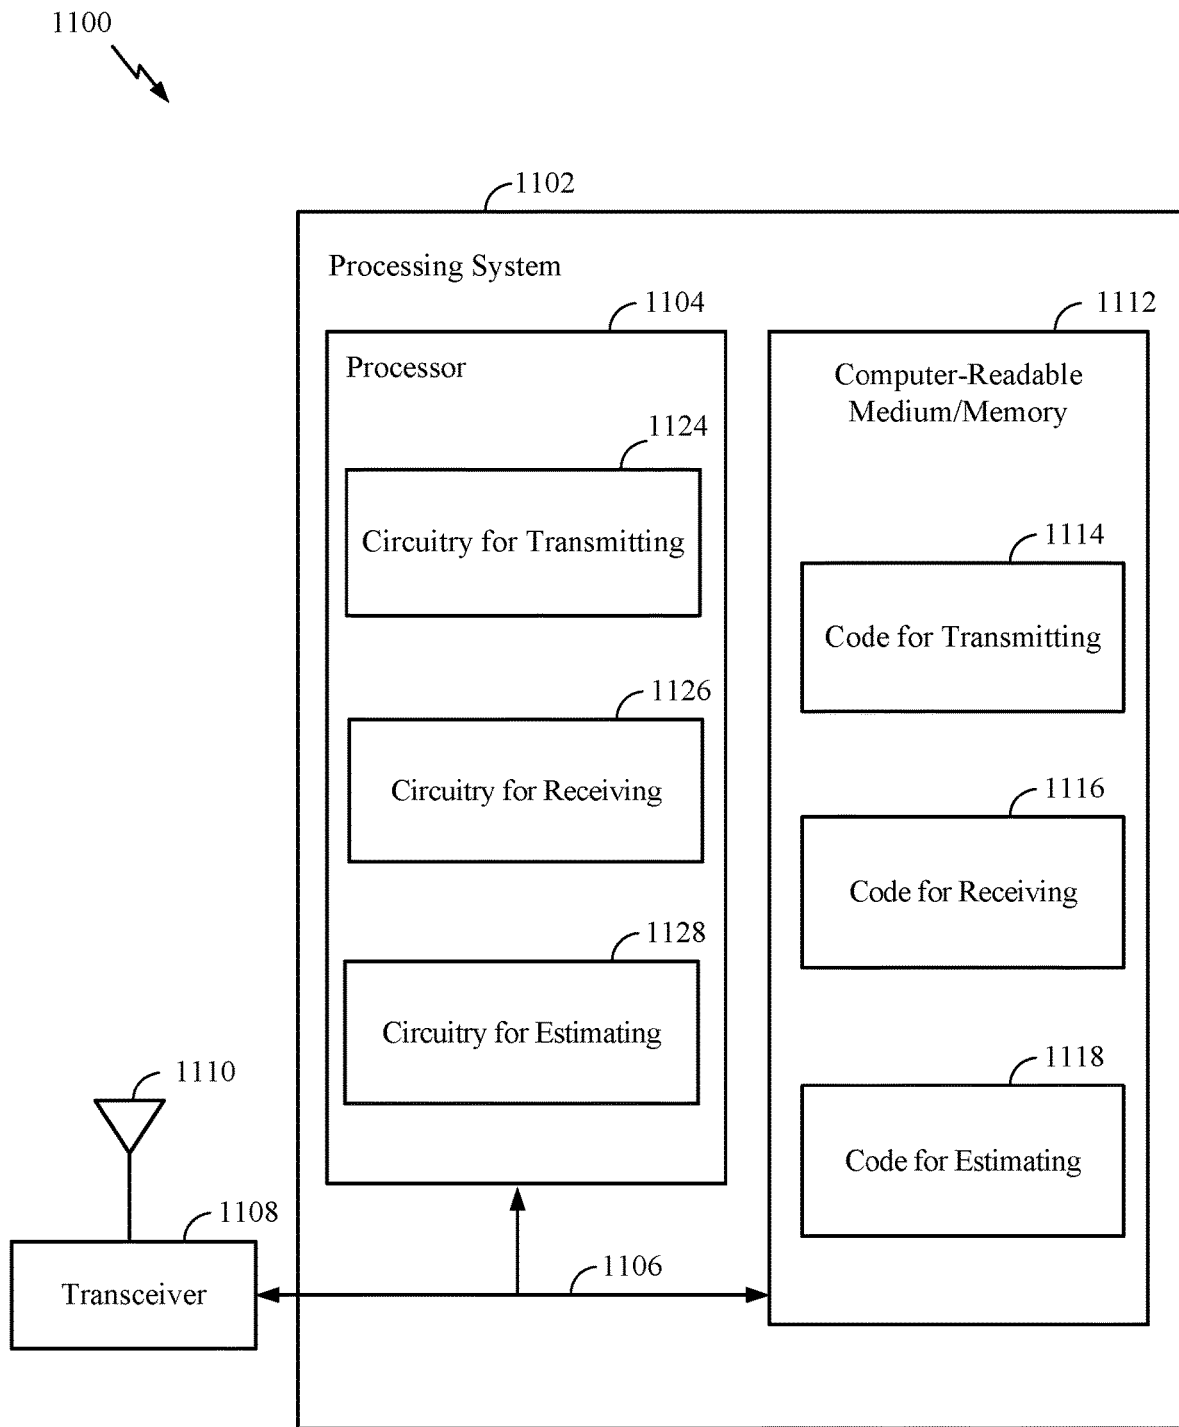 1100
1102
Processing System
1104
1112
Processor
Computer-Readable
Medium/Memory
1124
Circuitry for Transmitting
1114
Code for Transmitting
1126
Circuitry for Receiving
1116
Code for Receiving
1128
Circuitry for Estimating
1118
Code for Estimating
1110
1108
Transceiver
1106